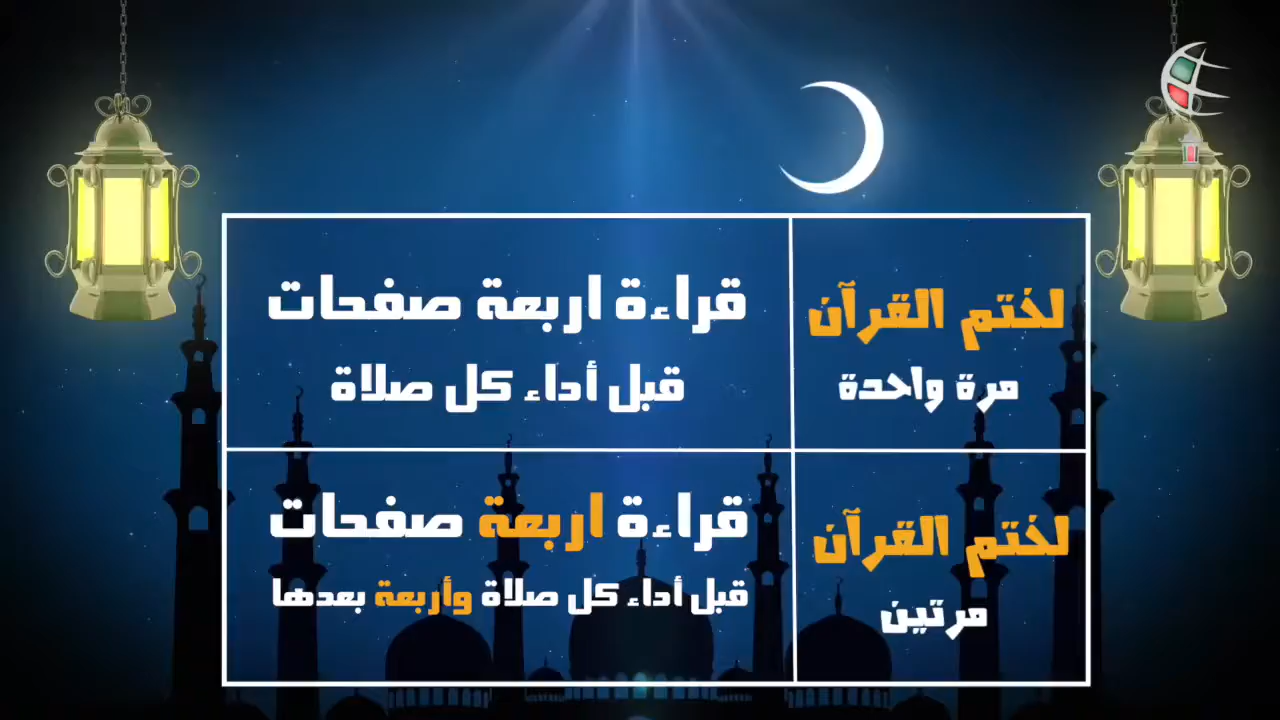 لختم القرآن
مرة واحدة
قراءة اربعة صفحات
قبل أداء كل صلاة
لختم القرآن
مرتين
قراءة اربعة صفحات
قبل أداء كل صلاة وأربعة بعدها